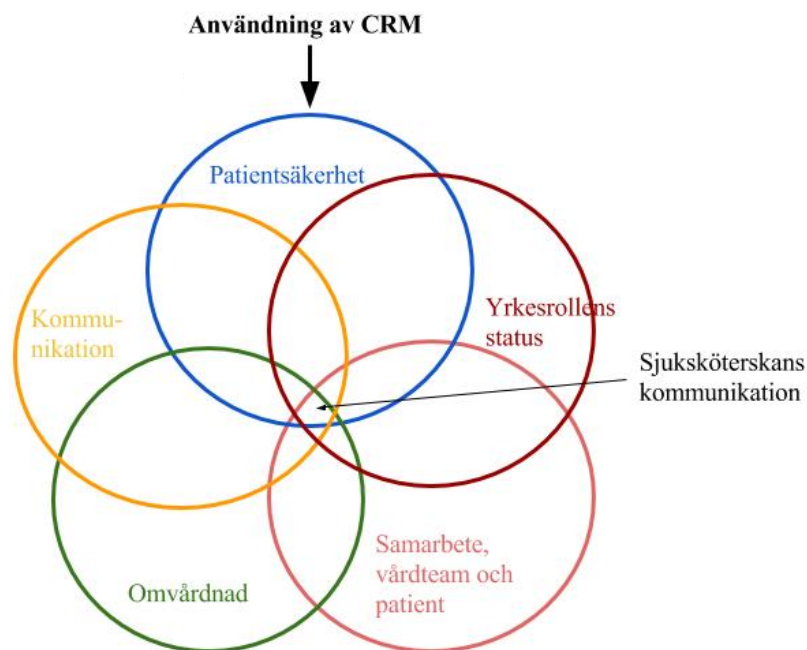 Användning av CRM
Patientsäkerhet
Kommu-
nikation
Yrkesrollens
status
Sjuksköterskans
kommunikation
Samarbete,
vårdteam och
patient
Omvårdnad